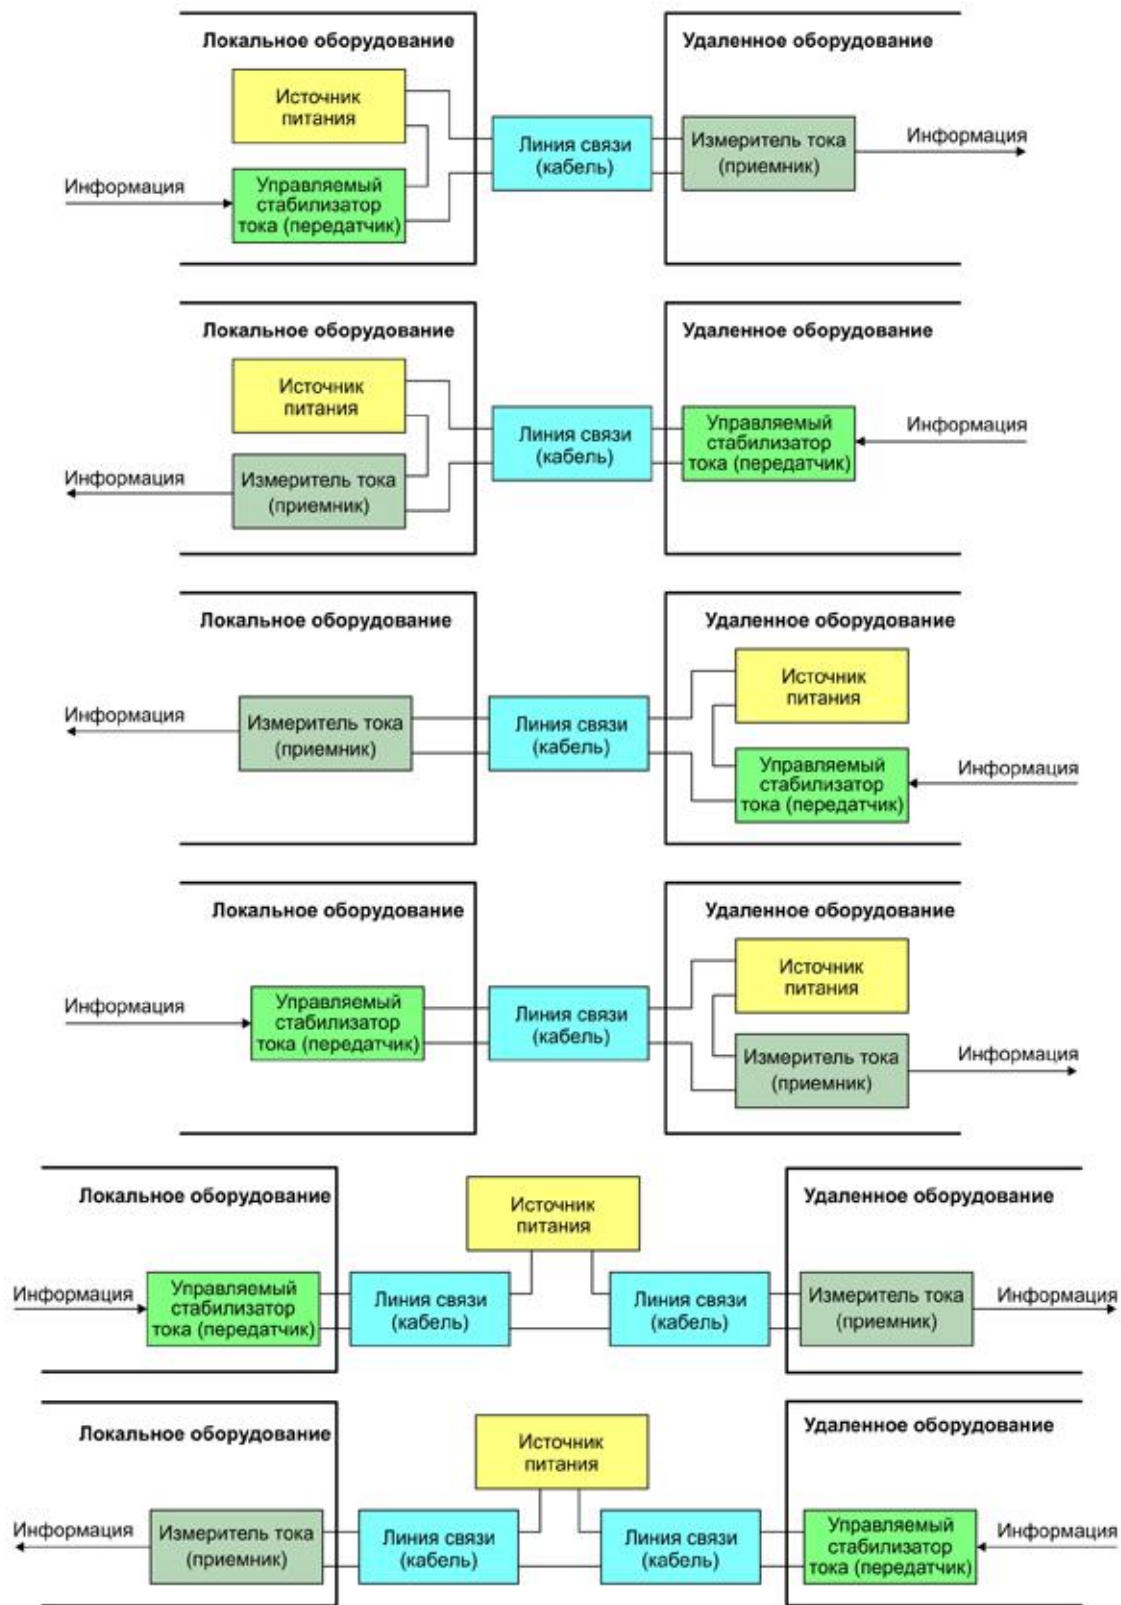 Локальное оборудование
Удаленное оборудование
Источник
питания
Линия связи
(кабель)
Измеритель тока
(приемник)
Информация
Информация
Управляемый
стабилизатор
тока (передатчик)
Локальное оборудование
Удаленное оборудование
Источник
питания
Линия связи
(кабель)
Управляемый
стабилизатор
тока (передатчик)
Информация
Информация
Измеритель тока
(приемник)
Локальное оборудование
Удаленное оборудование
Источник
питания
Информация
Измеритель тока
(приемник)
Линия связи
(кабель)
Управляемый
стабилизатор
тока (передатчик)
Информация
Локальное оборудование
Удаленное оборудование
Источник
питания
Информация
Управляемый
стабилизатор
тока (передатчик)
Линия связи
(кабель)
Измеритель тока
(приемник)
Информация
Локальное оборудование
Источник
питания
Удаленное оборудование
Информация
Управляемый
стабилизатор
тока (передатчик)
Линия связи
(кабель)
Линия связи
(кабель)
Измеритель тока
(приемник)
Информация
Локальное оборудование
Источник
питания
Удаленное оборудование
Информация
Измеритель тока
(приемник)
Линия связи
(кабель)
Линия связи
(кабель)
Управляемый
стабилизатор
тока (передатчик)
Информация